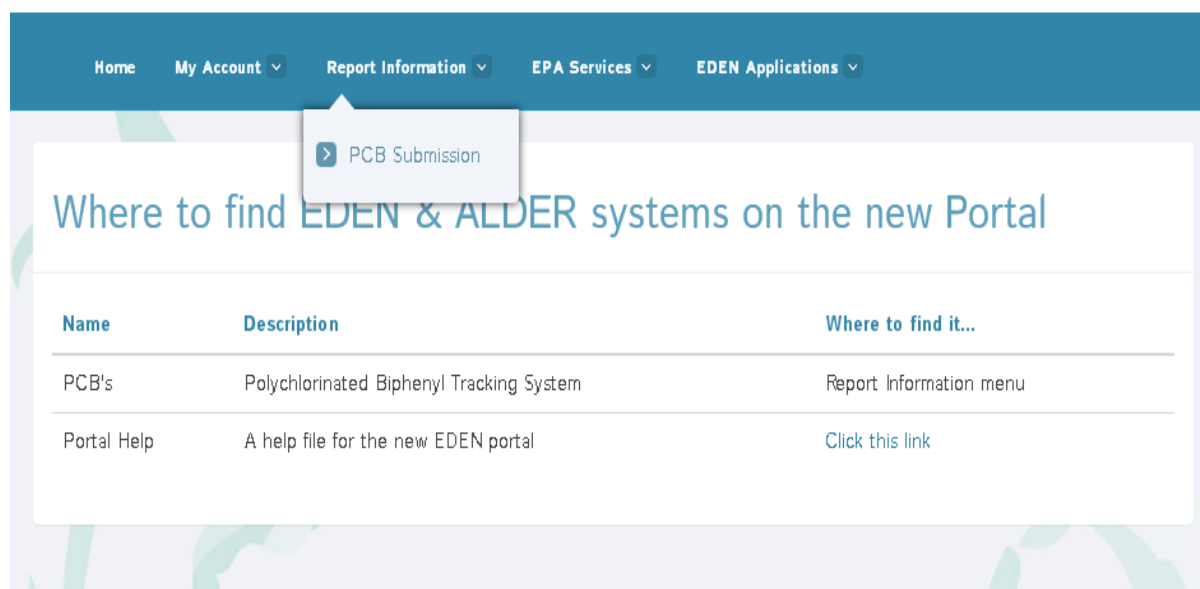 Home My Account Report Information EPA Services EDEN Applications
PCB Submission
Where to find EDEN & ALDER systems on the new Portal
Name Description Where to find it...
PCB's Polychlorinated Biphenyl Tracking System Report Information menu
Portal Help A help file for the new EDEN portal Click this link